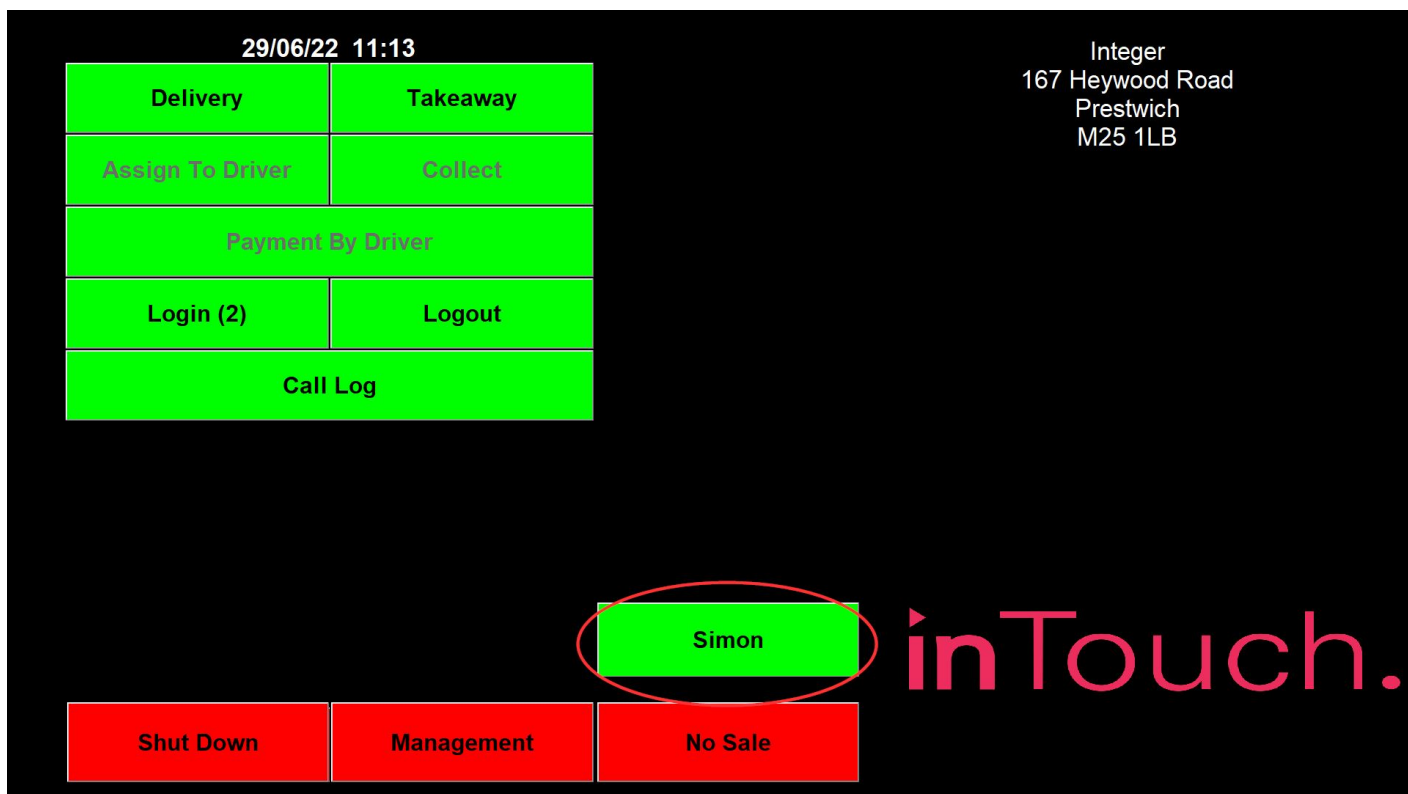 29/06/22 11:13
Integer
167 Heywood Road
Prestwich
M25 1LB
Delivery
Takeaway
Assign To Driver
Collect
Payment By Driver
Login (2)
Logout
Call Log
Simon
inTouch.
Shut Down
Management
No Sale